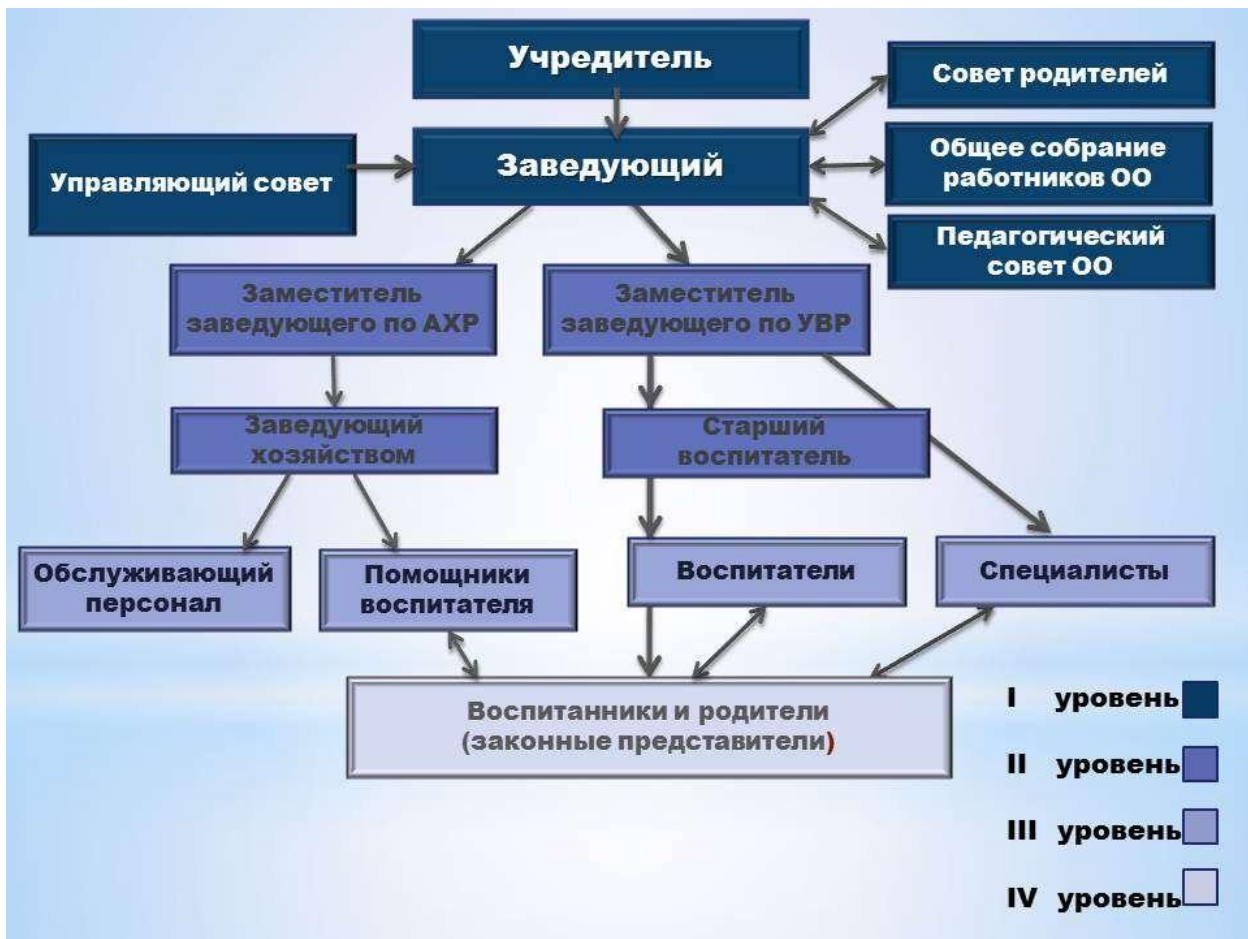 Учредитель
Совет родителей
Управляющий совет
Заведующий
Общее собрание
работников ОО
Педагогический
совет ОО
Заместитель
заведующего по АХР
Заместитель
заведующего по УВР
Заведующий
хозяйством
Старший
воспитатель
Обслуживающий
персонал
Помощники
воспитателя
Воспитатели
Специалисты
Воспитанники и родители
(законные представители)
I уровень
II уровень
III уровень
IV уровень